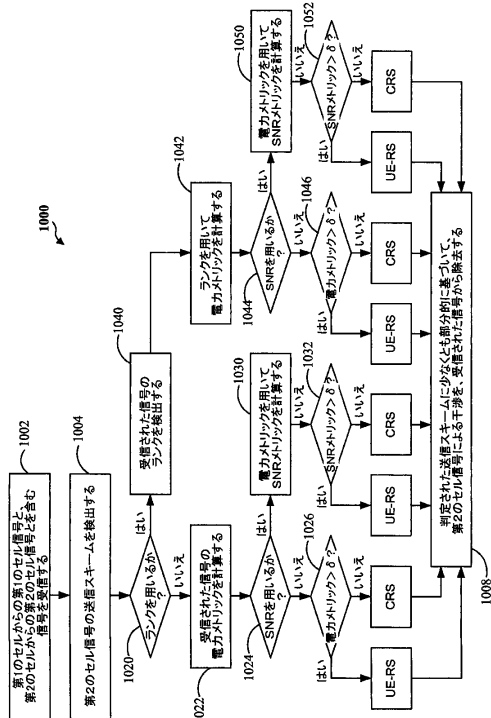 1000
1002
第1のセルからの第1のセル信号と、
第2のセルからの第2のセル信号とを含む
信号を受信する
1004
第2のセル信号の送信スキームを検出する
1020
ランクを用いるか
?
はい
いいえ
1040
受信された信号の
ランクを検出する
1022
受信された信号の
電力メトリックを計算する
1042
ランクを用いて
電力メトリックを計算する
1024
SNRを用いるか
?
はい
いいえ
1030
電力メトリックを用いて
SNRメトリックを計算する
1044
SNRを用いるか
?
はい
いいえ
1050
電力メトリックを用いて
SNRメトリックを計算する
1026
電力メトリック>δ?
はい
いいえ
1032
SNRメトリック>δ?
はい
いいえ
1046
電力メトリック>δ?
はい
いいえ
1052
SNRメトリック>δ?
はい
いいえ
UE-RS
CRS
UE-RS
CRS
UE-RS
CRS
UE-RS
CRS
判定された送信スキームに少なくとも部分的に基づいて、
第2のセル信号による干渉を、受信された信号から除去する
1008